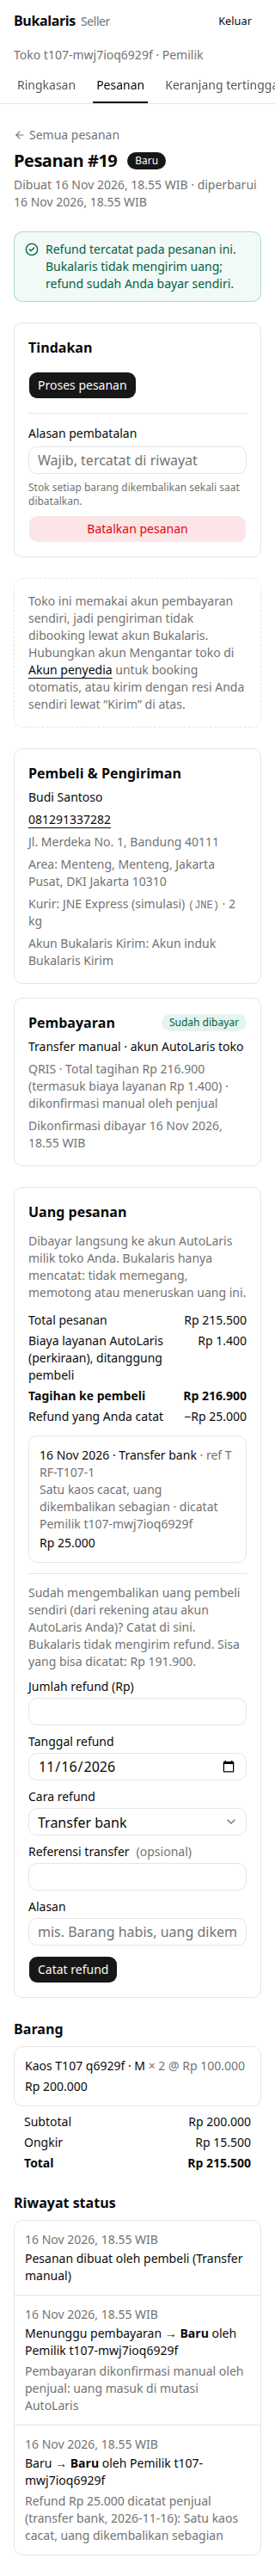 Bukalaris Seller Keluar
Toko t107-mwj7ioq6929f · Pemilik
Ringkasan Pesanan Keranjang tertingga
← Semua pesanan
Pesanan #19 Baru
Dibuat 16 Nov 2026, 18.55 WIB · diperbarui
16 Nov 2026, 18.55 WIB
Refund tercatat pada pesanan ini.
Bukalaris tidak mengirim uang;
refund sudah Anda bayar sendiri.
Tindakan
Proses pesanan
Alasan pembatalan
Wajib, tercatat di riwayat
Stok setiap barang dikembalikan sekali saat
dibatalkan.
Batalkan pesanan
Toko ini memakai akun pembayaran
sendiri, jadi pengiriman tidak
dibooking lewat akun Bukalaris.
Hubungkan akun Mengantar toko di
Akun penyedia untuk booking
otomatis, atau kirim dengan resi Anda
sendiri lewat “Kirim” di atas.
Pembeli & Pengiriman
Budi Santoso
081291337282
Jl. Merdeka No. 1, Bandung 40111
Area: Menteng, Menteng, Jakarta
Pusat, DKI Jakarta 10310
Kurir: JNE Express (simulasi) (JNE) · 2
kg
Akun Bukalaris Kirim: Akun induk
Bukalaris Kirim
Pembayaran Sudah dibayar
Transfer manual · akun AutoLaris toko
QRIS · Total tagihan Rp 216.900
(termasuk biaya layanan Rp 1.400) ·
dikonfirmasi manual oleh penjual
Dikonfirmasi dibayar 16 Nov 2026,
18.55 WIB
Uang pesanan
Dibayar langsung ke akun AutoLaris
milik toko Anda. Bukalaris hanya
mencatat: tidak memegang,
memotong atau meneruskan uang ini.
Total pesanan Rp 215.500
Biaya layanan AutoLaris Rp 1.400
(perkiraan), ditanggung
pembeli
Tagihan ke pembeli Rp 216.900
Refund yang Anda catat −Rp 25.000
16 Nov 2026 · Transfer bank · ref T
RF-T107-1
Satu kaos cacat, uang
dikembalikan sebagian · dicatat
Pemilik t107-mwj7ioq6929f
Rp 25.000
Sudah mengembalikan uang pembeli
sendiri (dari rekening atau akun
AutoLaris Anda)? Catat di sini.
Bukalaris tidak mengirim refund. Sisa
yang bisa dicatat: Rp 191.900.
Jumlah refund (Rp)
Tanggal refund
11/16/2026
Cara refund
Transfer bank
Referensi transfer (opsional)
Alasan
mis. Barang habis, uang dikem
Catat refund
Barang
Kaos T107 q6929f · M × 2 @ Rp 100.000
Rp 200.000
Subtotal Rp 200.000
Ongkir Rp 15.500
Total Rp 215.500
Riwayat status
16 Nov 2026, 18.55 WIB
Pesanan dibuat oleh pembeli (Transfer
manual)
16 Nov 2026, 18.55 WIB
Menunggu pembayaran → Baru oleh
Pemilik t107-mwj7ioq6929f
Pembayaran dikonfirmasi manual oleh
penjual: uang masuk di mutasi
AutoLaris
16 Nov 2026, 18.55 WIB
Baru → Baru oleh Pemilik t107-
mwj7ioq6929f
Refund Rp 25.000 dicatat penjual
(transfer bank, 2026-11-16): Satu kaos
cacat, uang dikembalikan sebagian